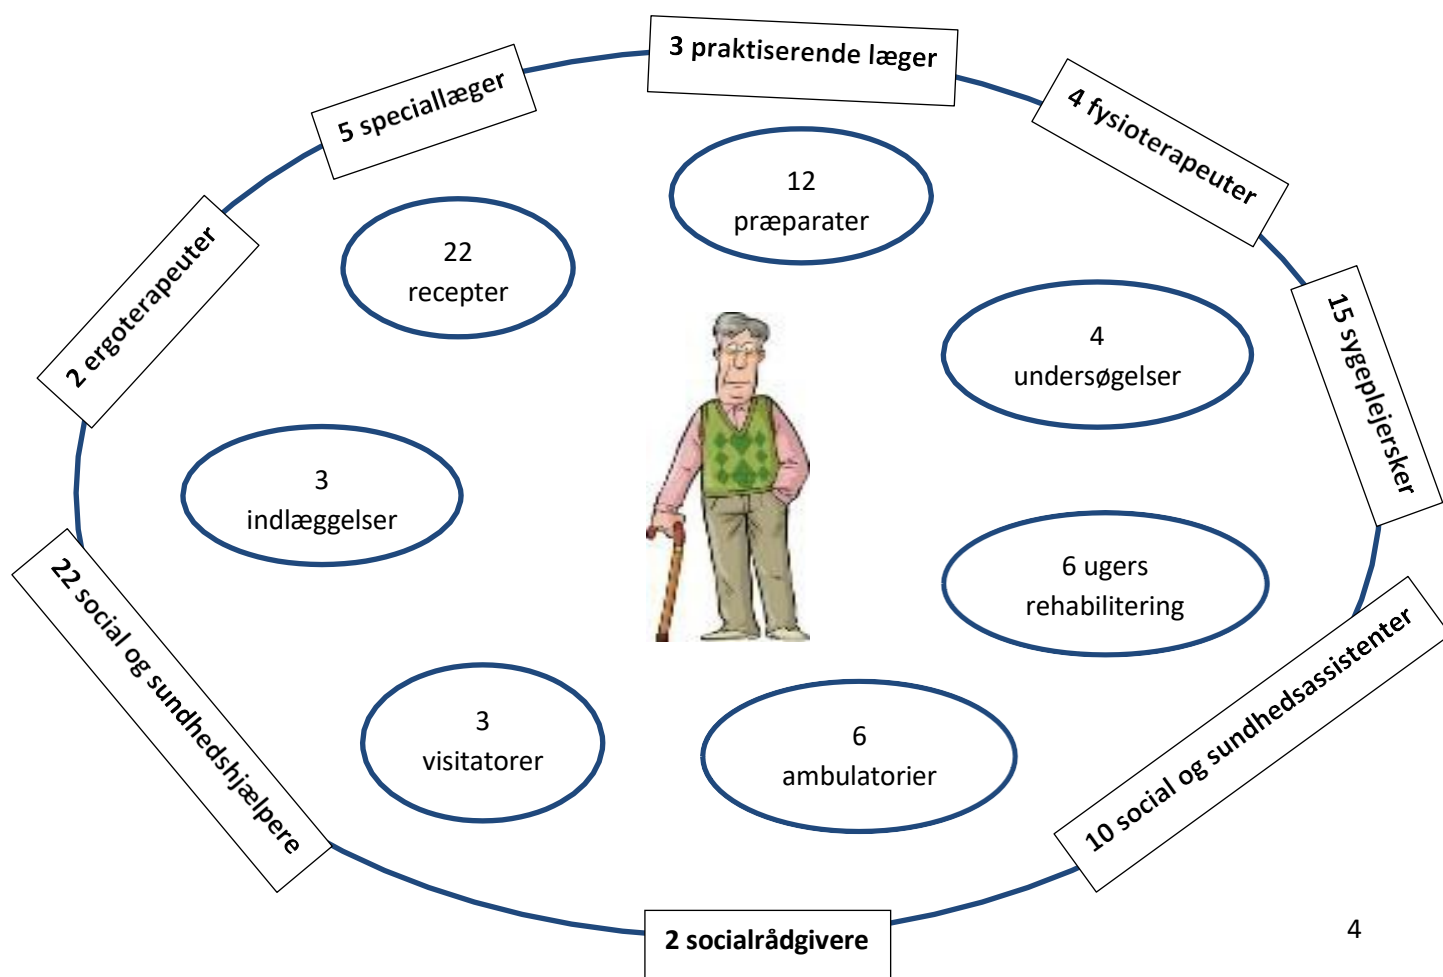 3 praktiserende læger
5 speciallæger
4 fysioterapeuter
2 ergoterapeuter
15 sygeplejersker
12
præparater
22
recepter
4
undersøgelser
3
indlæggelser
6 ugers
rehabilitering
22 social og sundhedshjælpere
10 social og sundhedsassistenter
3
visitatorer
6
ambulatorier
2 socialrådgivere
4